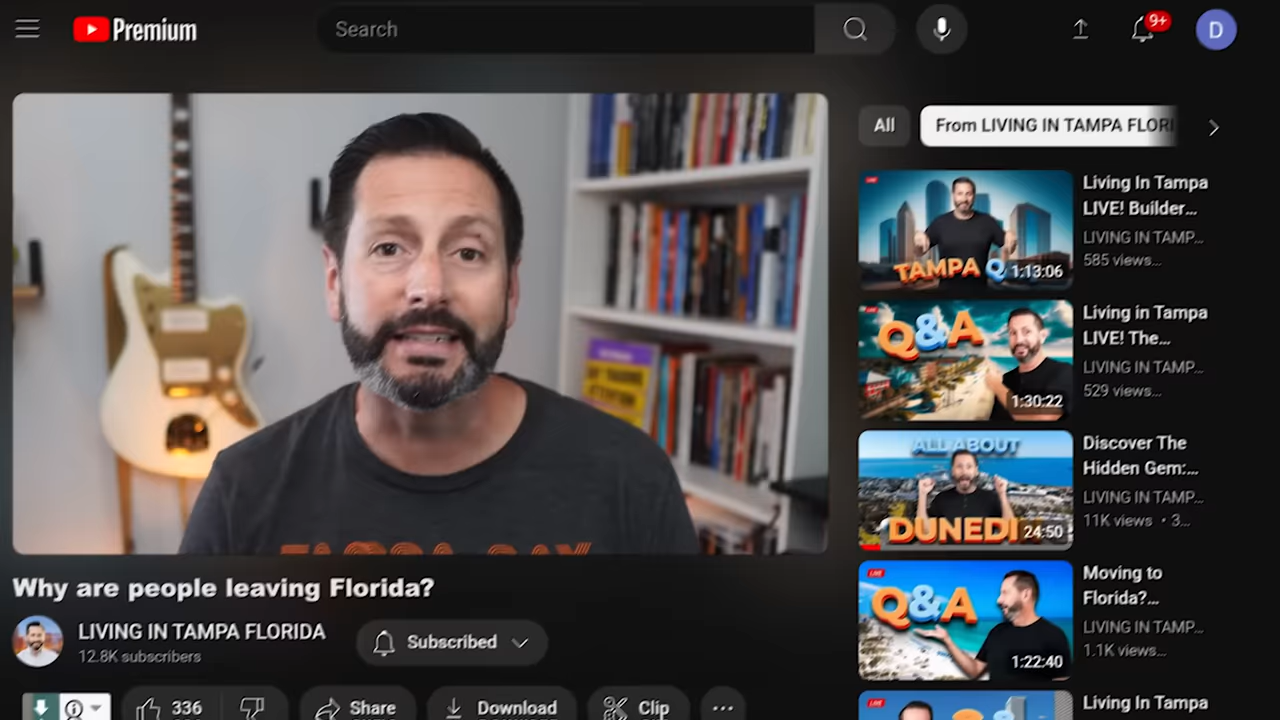 Premium
Search
9+
D
All
From LIVING IN TAMPA FLORI
TAMPA Q
1:13:06
Living In Tampa
LIVE! Builder...
LIVING IN TAMP...
585 views...
Q&A
1:30:22
Living in Tampa
LIVE! The...
LIVING IN TAMP...
529 views...
ALL ABOUT
DUNEDI
24:50
Discover The
Hidden Gem:...
LIVING IN TAMP...
11K views • 3...
LIVE
Q&A
1:22:40
Moving to
Florida?...
LIVING IN TAMP...
1.1K views...
LIVE
Living In Tampa
TAMPA BAY
Why are people leaving Florida?
LIVING IN TAMPA FLORIDA
12.8K subscribers
Subscribed
336
Share
Download
Clip